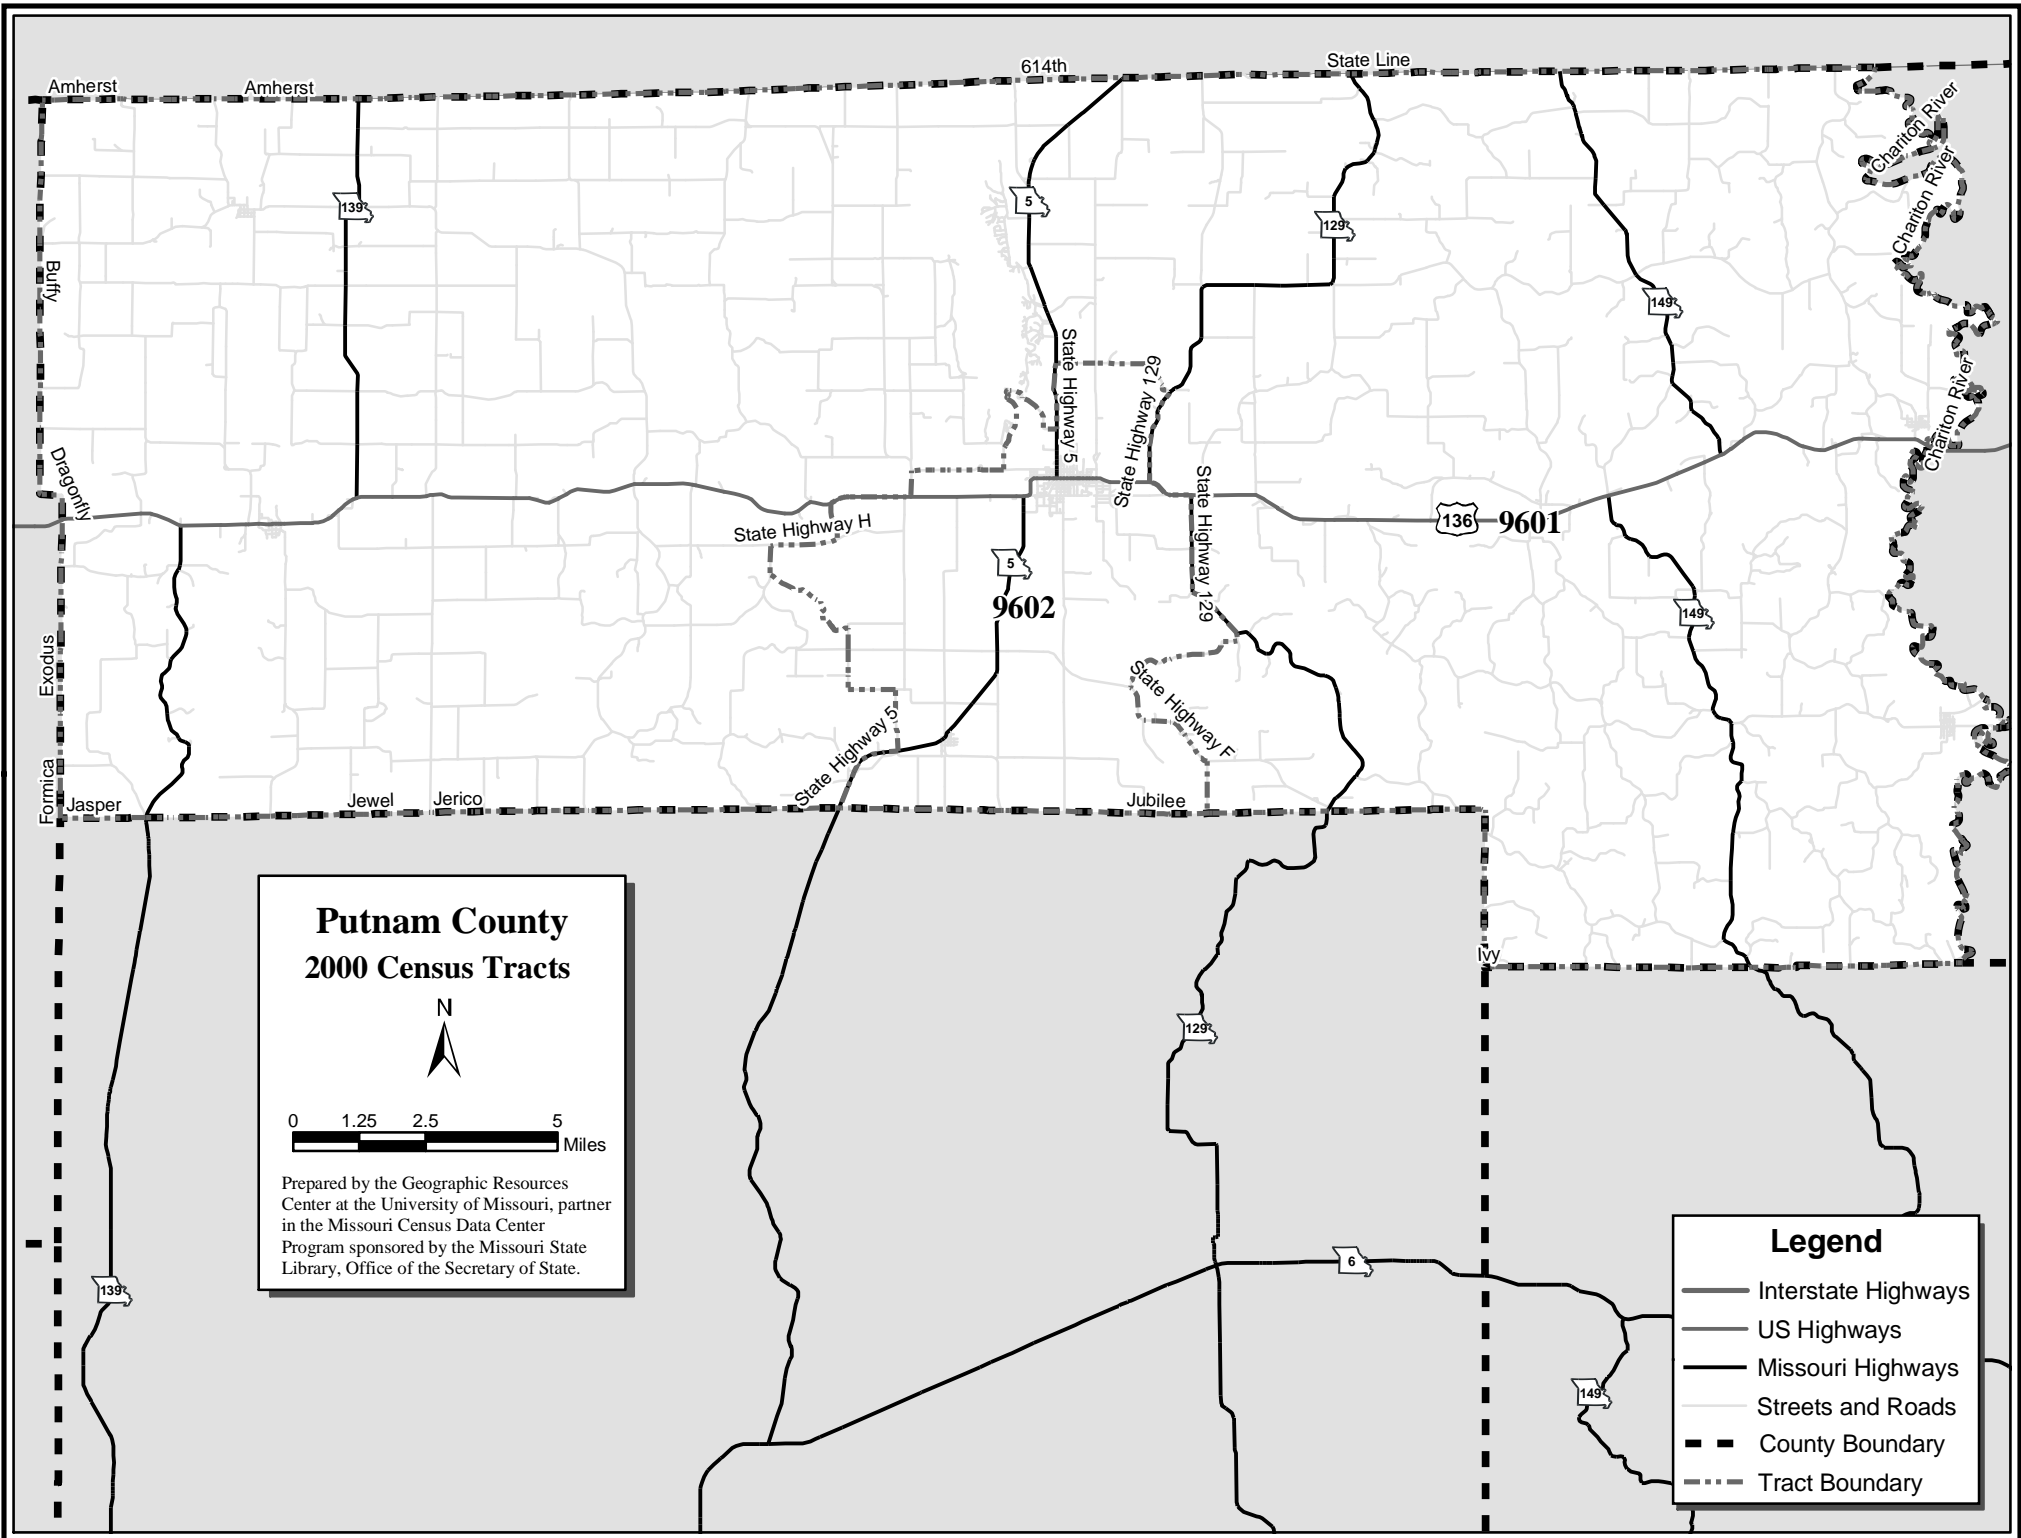 Amherst
Amherst
614th
State Line
Chariton River
Chariton River
Chariton River
Chariton River
Chariton River
139
5
129
149
Buffy
State Highway 5
State Highway 129
Dragonfly
State Highway H
State Highway 129
136
9601
5
9602
149
Exodus
State Highway F
State Highway 5
Formica
Jasper
Jewel
Jerico
Jubilee
Ivy
Putnam County
2000 Census Tracts
N
0 1.25 2.5 5
Miles
Prepared by the Geographic Resources
Center at the University of Missouri, partner
in the Missouri Census Data Center
Program sponsored by the Missouri State
Library, Office of the Secretary of State.
129
139
6
149
Legend
Interstate Highways
US Highways
Missouri Highways
Streets and Roads
County Boundary
Tract Boundary